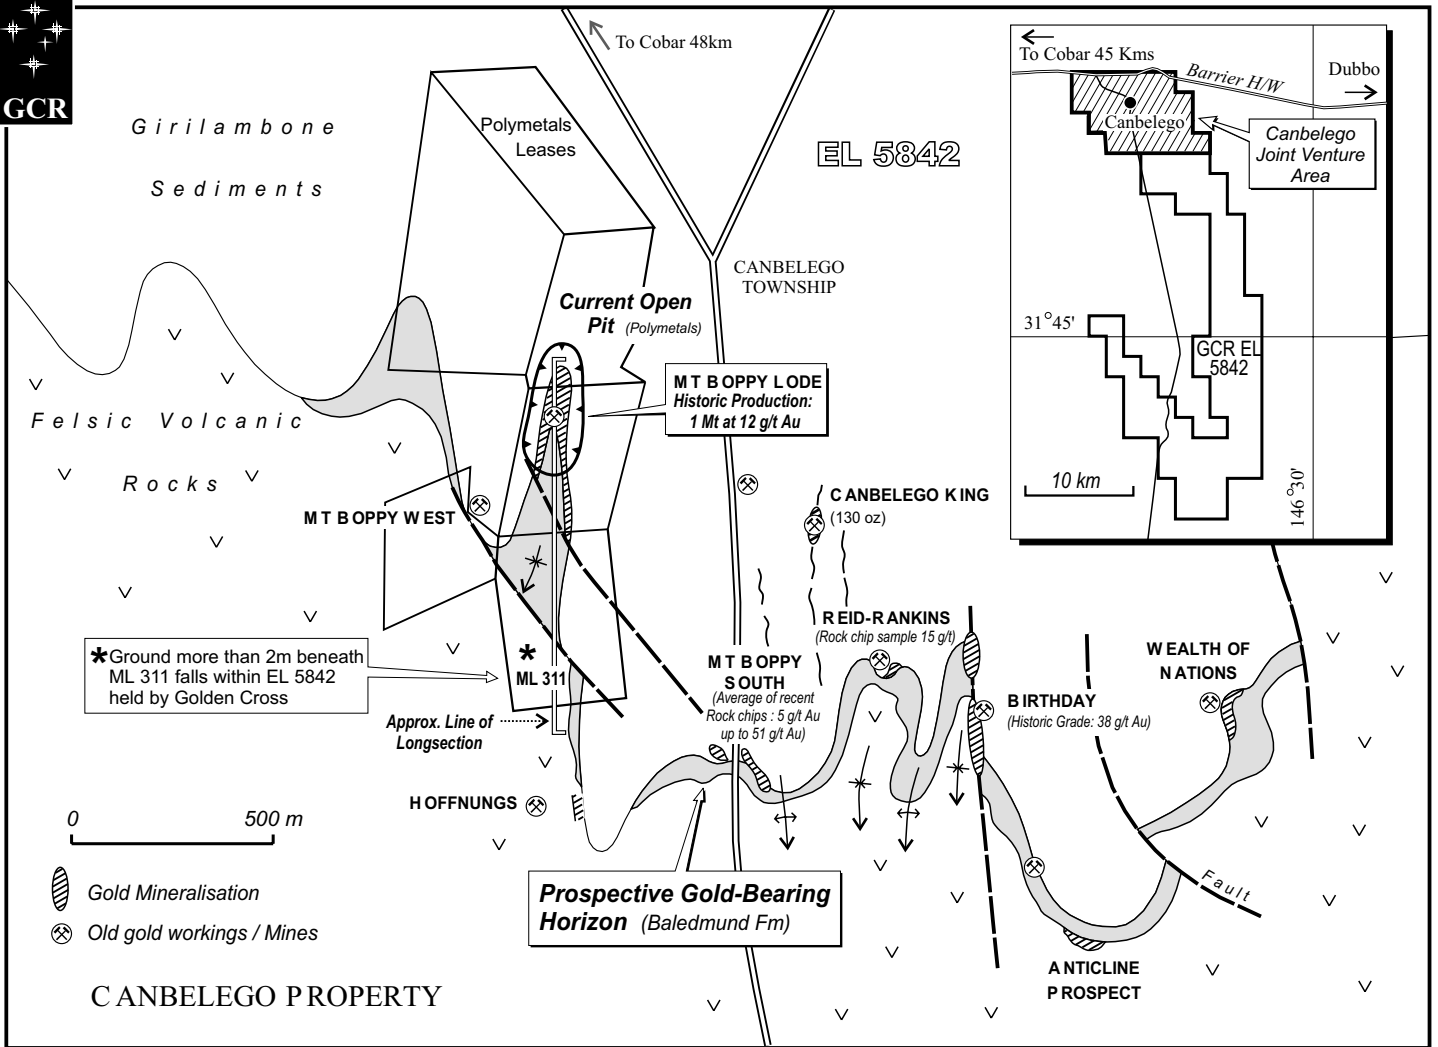 GCR
To Cobar 48km
Girilambone
Sediments
Polymetals
Leases
EL 5842
CANBELEGO
TOWNSHIP
Current Open
Pit (Polymetals)
MT BOPPY LODE
Historic Production:
1 Mt at 12 g/t Au
Felsic Volcanic
Rocks
MT BOPPY WEST
CANBELEGO KING
(130 oz)
REID-RANKINS
(Rock chip sample 15 g/t)
MT BOPPY
SOUTH
(Average of recent
Rock chips : 5 g/t Au
up to 51 g/t Au)
* Ground more than 2m beneath
ML 311 falls within EL 5842
held by Golden Cross
*
ML 311
Approx. Line of
Longsection
HOFFNUNGS
BIRTHDAY
(Historic Grade: 38 g/t Au)
WEALTH OF
NATIONS
Fault
ANTICLINE
PROSPECT
Prospective Gold-Bearing
Horizon (Baledmund Fm)
0 500 m
Gold Mineralisation
Old gold workings / Mines
CANBELEGO PROPERTY
To Cobar 45 Kms
Barrier H/W
Dubbo
Canbelego
Canbelego
Joint Venture
Area
31°45'
GCR EL
5842
10 km
146°30'